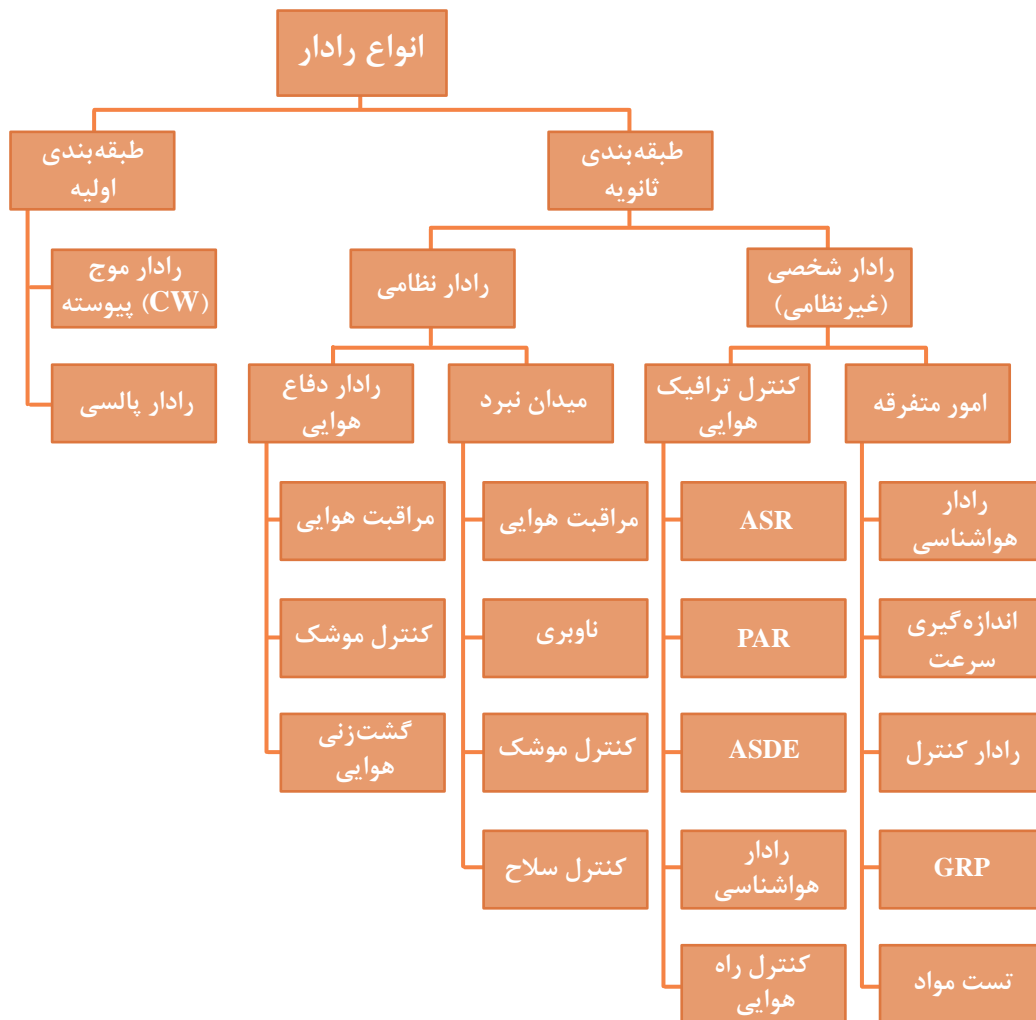 انواع رادار
طبقه‌بندی
اولیه
رادار موج
پیوسته (CW)
رادار پالسی
طبقه‌بندی
ثانویه
رادار نظامی
رادار دفاع
هوایی
مراقبت هوایی
کنترل موشک
گشت‌زنی
هوایی
میدان نبرد
مراقبت هوایی
ناوبری
کنترل موشک
کنترل سلاح
رادار شخصی
(غیرنظامی)
کنترل ترافیک
هوایی
ASR
PAR
ASDE
رادار
هواشناسی
کنترل راه
هوایی
امور متفرقه
رادار
هواشناسی
اندازه‌گیری
سرعت
رادار کنترل
GRP
تست مواد